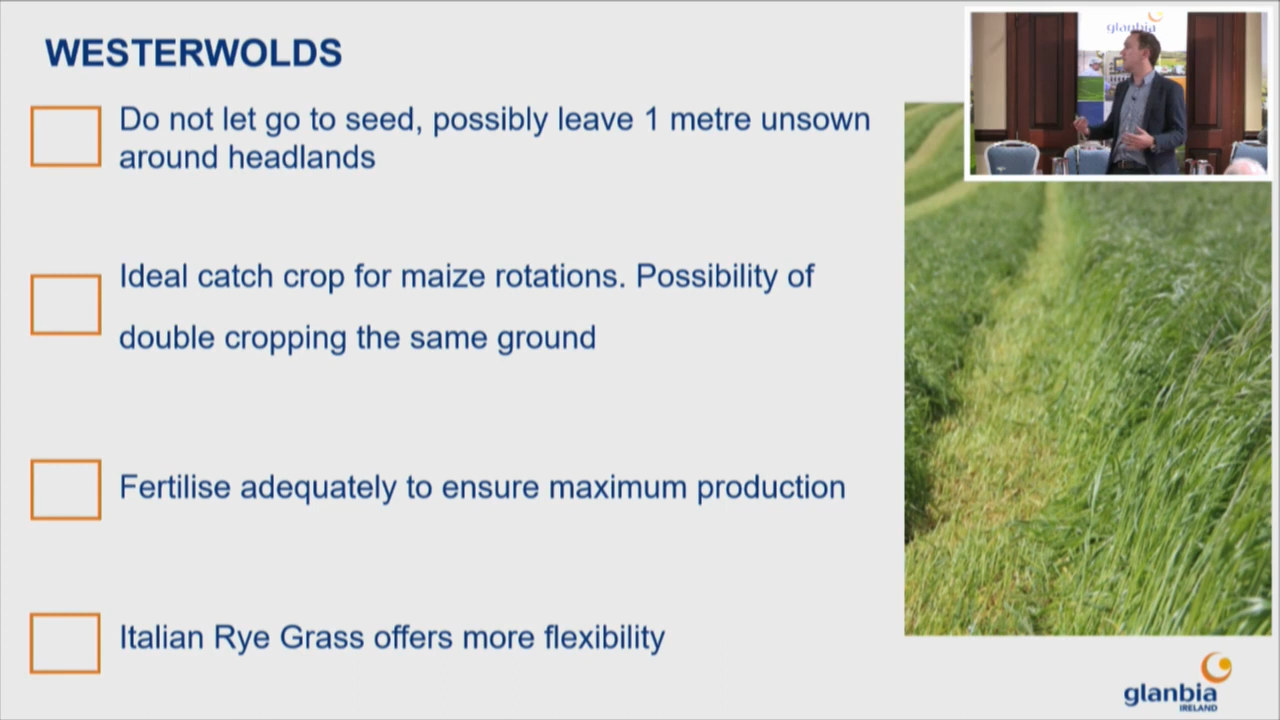 WESTERWOLDS
Do not let go to seed, possibly leave 1 metre unsown
around headlands
Ideal catch crop for maize rotations. Possibility of
double cropping the same ground
Fertilise adequately to ensure maximum production
Italian Rye Grass offers more flexibility
glanbia
glanbia
IRELAND